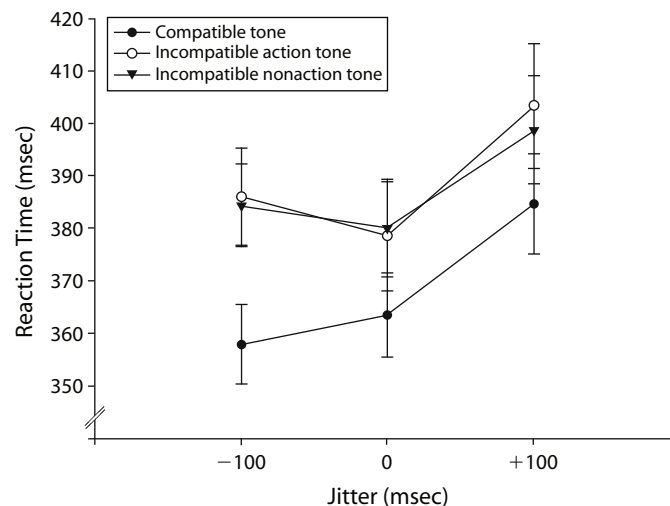 420
Compatible tone
Incompatible action tone
Incompatible nonaction tone
410
400
390
380
370
360
350
Reaction Time (msec)
−100
0
+100
Jitter (msec)